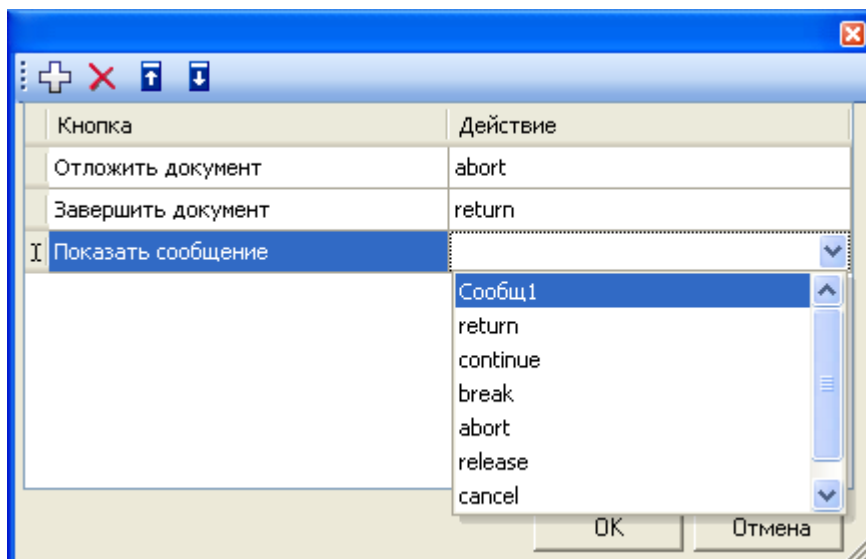 Кнопка Действие
Отложить документ abort
Завершить документ return
Показать сообщение
Сообщ1
return
continue
break
abort
release
cancel
OK Отмена